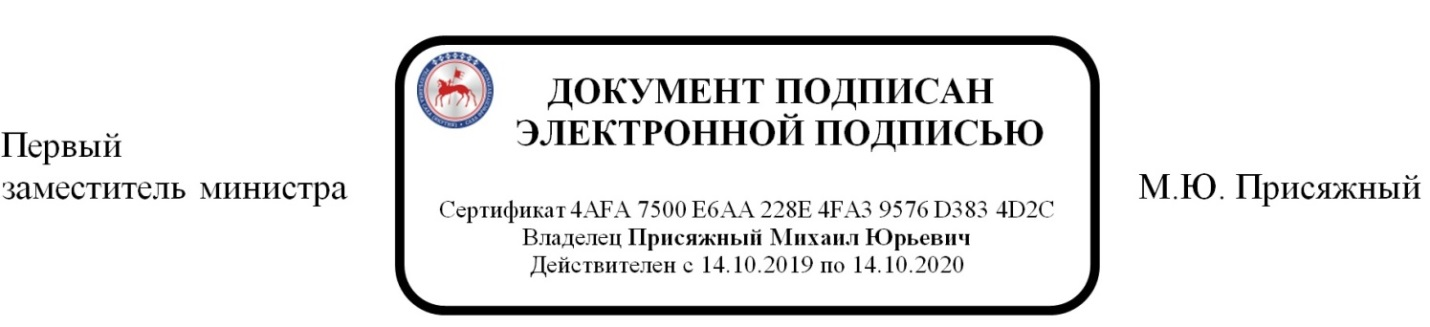 Первый
заместитель министра
ДОКУМЕНТ ПОДПИСАН
ЭЛЕКТРОННОЙ ПОДПИСЬЮ
Сертификат 4AFA 7500 E6AA 228E 4FA3 9576 D383 4D2C
Владелец Присяжный Михаил Юрьевич
Действителен с 14.10.2019 по 14.10.2020
М.Ю. Присяжный